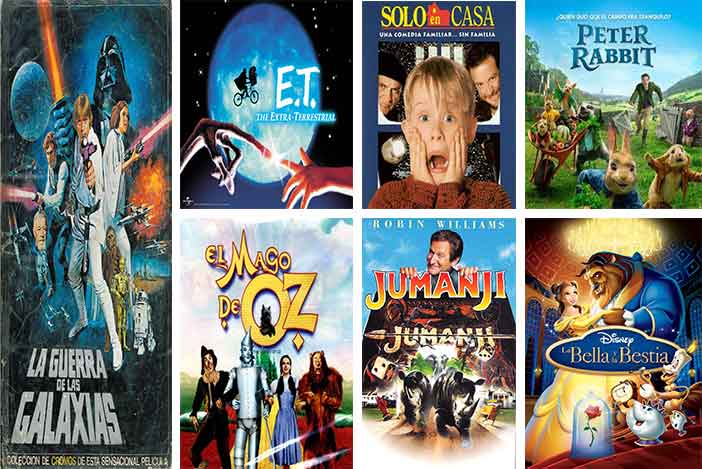 LA GUERRA
DE LAS
GALAXIAS
COLECCION DE CROMOS DE ESTA SENSACIONAL PELICULA
E.T.
THE EXTRA-TERRESTRIAL
SOLO en CASA
UNA COMEDIA FAMILIAR... SIN FAMILIA
¿QUIÉN DIJO QUE EL CAMPO ERA TRANQUILO?
PETER
RABBIT
EL MAGO
DE OZ
ROBIN WILLIAMS
JUMANJI
JUMANJI
Disney
La Bella y la Bestia